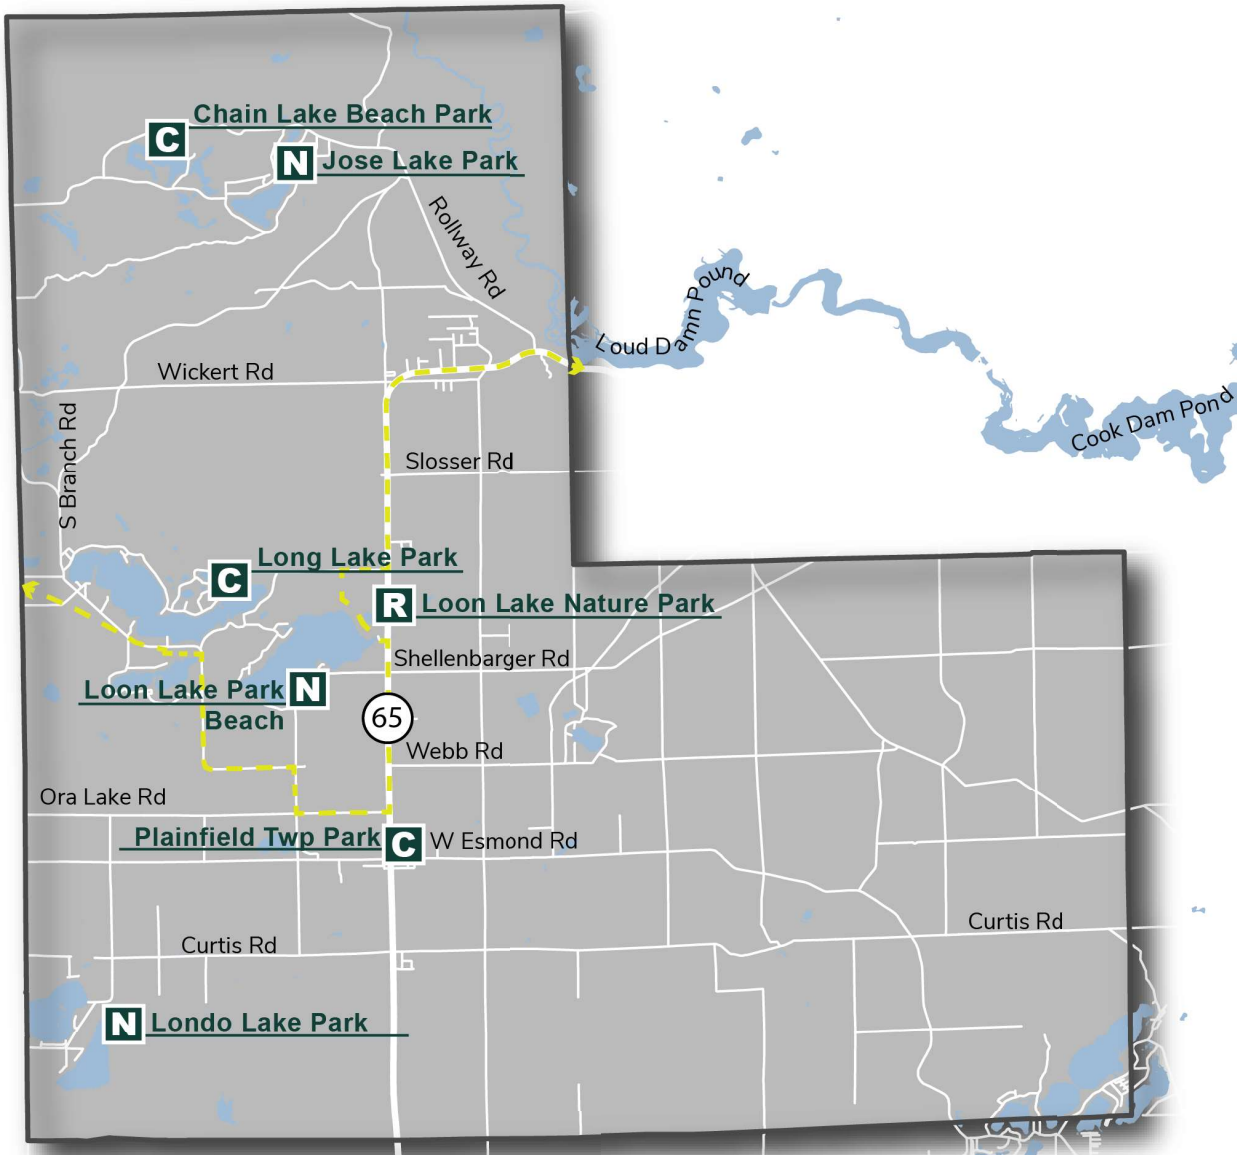 Chain Lake Beach Park
C
N
Jose Lake Park
Rollway Rd
Loud Damn Pound
Wickert Rd
Cook Dam Pond
S Branch Rd
Slosser Rd
Long Lake Park
C
R
Loon Lake Nature Park
Shellenbarger Rd
Loon Lake Park
N
Beach
65
Webb Rd
Ora Lake Rd
Plainfield Twp Park
C
W Esmond Rd
Curtis Rd
Curtis Rd
N
Londo Lake Park